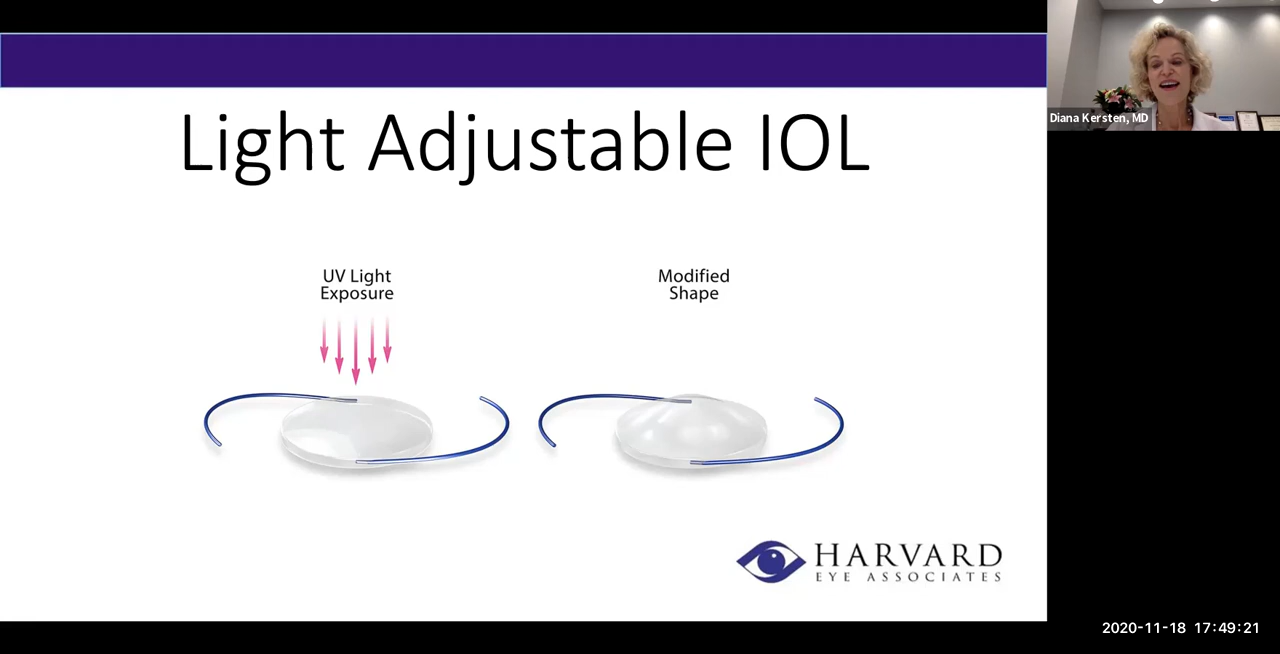 Light Adjustable IOL
UV Light
Exposure
Modified
Shape
HARVARD
EYE ASSOCIATES
Diana Kersten, MD
2020-11-18 17:49:21